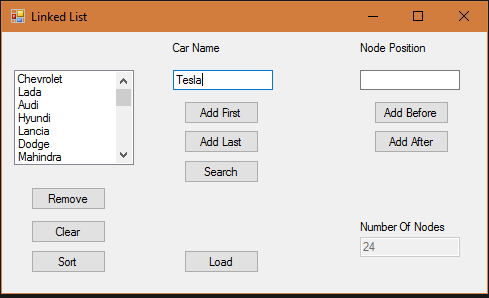 Linked List
Car Name
Node Position
Chevrolet
Lada
Audi
Hyundi
Lancia
Dodge
Mahindra
Tesla
Add First
Add Before
Add Last
Add After
Search
Remove
Clear
Number Of Nodes
24
Sort
Load